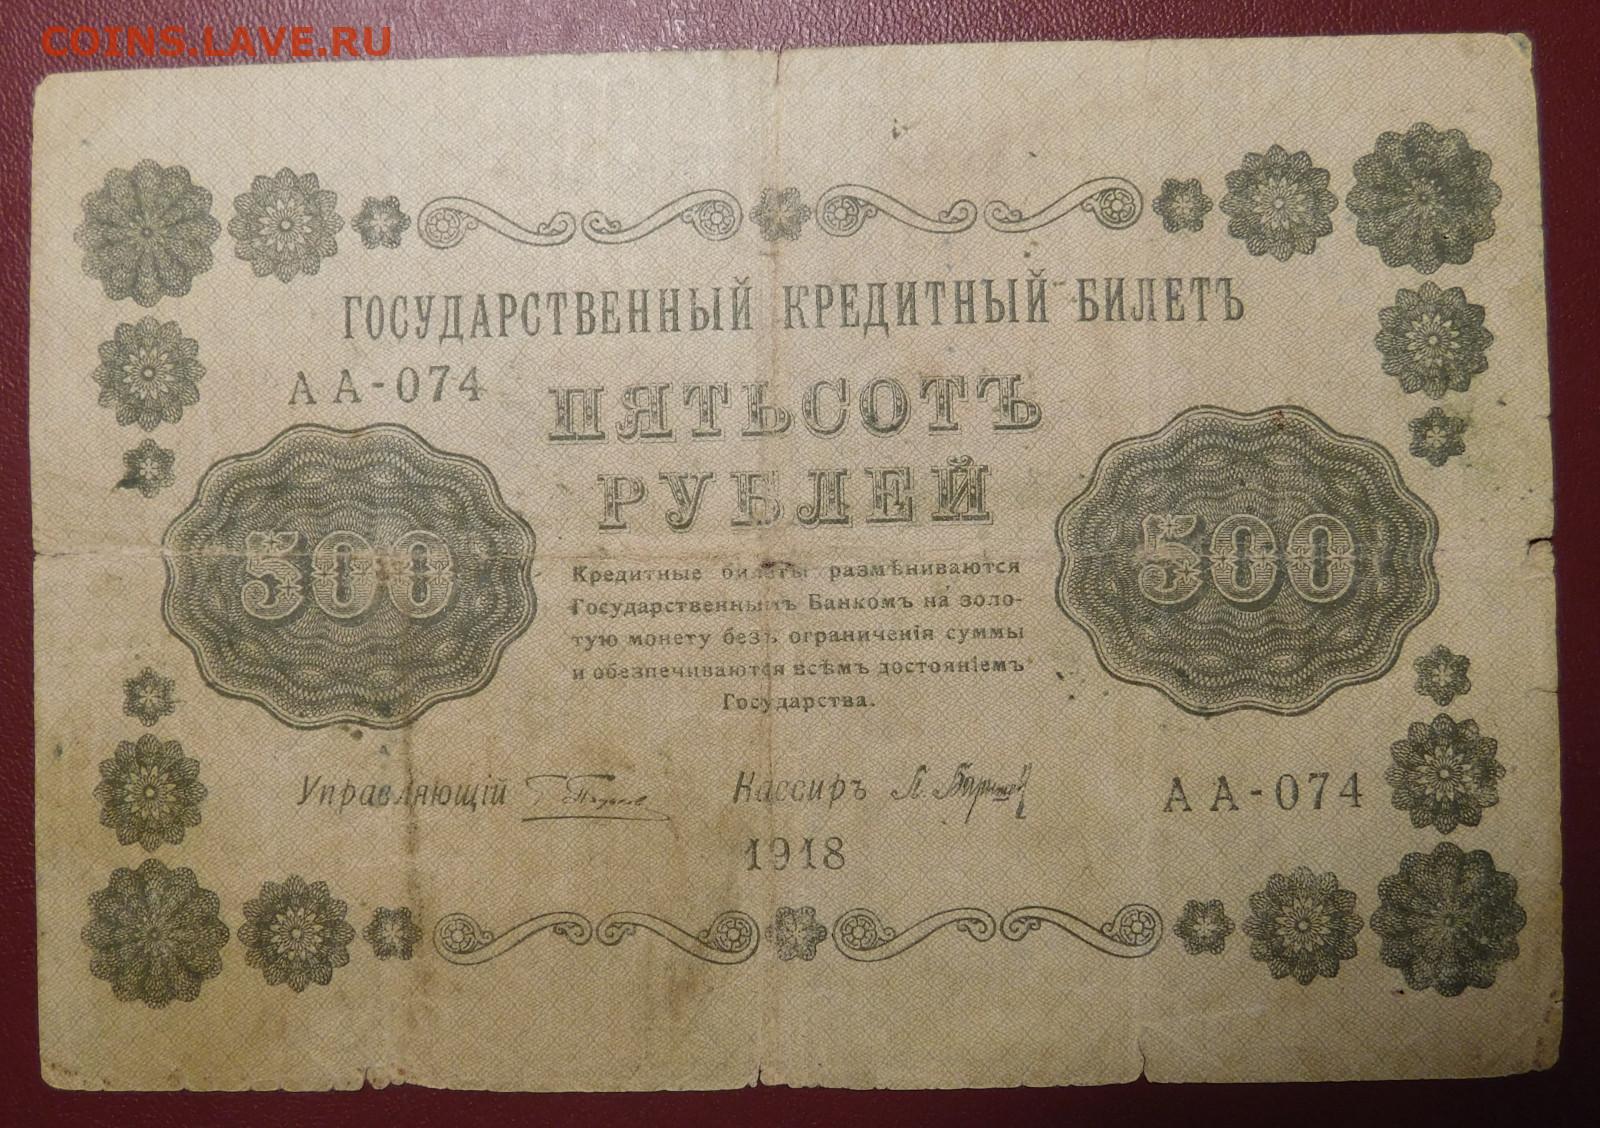 COINS.LAVE.RU
ГОСУДАРСТВЕННЫЙ КРЕДИТНЫЙ БИЛЕТЪ
АА-074
ПЯТЬСОТЪ
РУБЛЕЙ
500
500
Кредитные билеты размѣниваются
Государственнымъ Банкомъ на золо-
тую монету безъ ограниченія суммы
и обезпечиваются всѣмъ достояніемъ
Государства.
Управляющій
Кассиръ
АА-074
1918